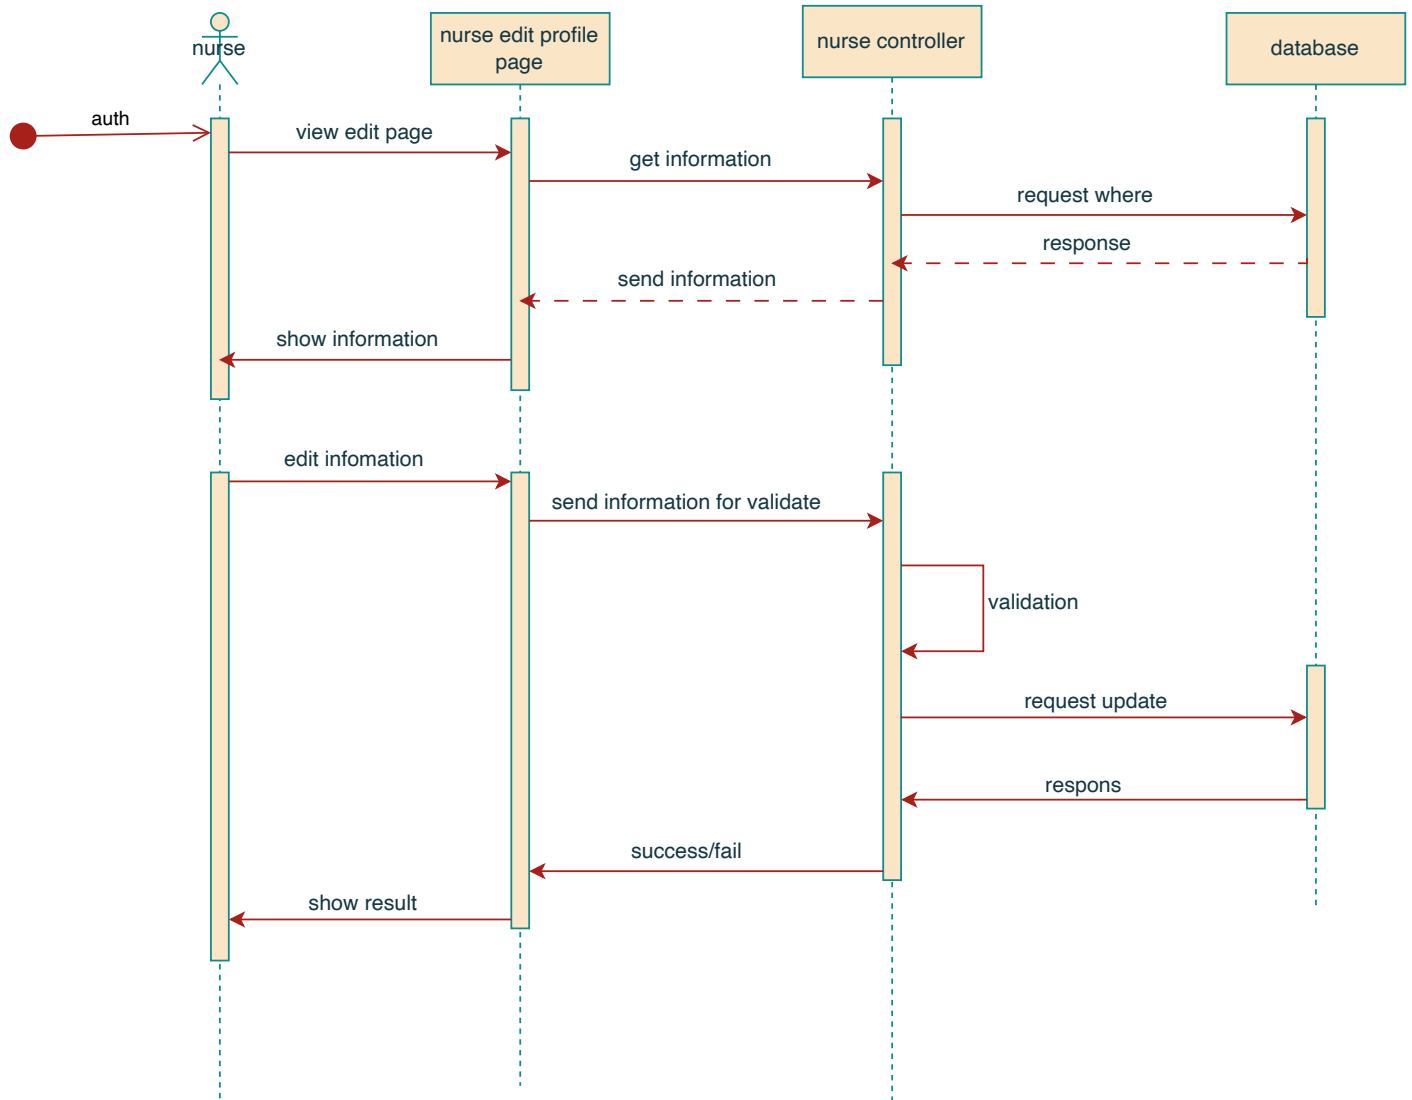 nurse
nurse edit profile
page
nurse controller
database
auth
view edit page
get information
request where
response
send information
show information
edit infomation
send information for validate
validation
request update
respons
success/fail
show result